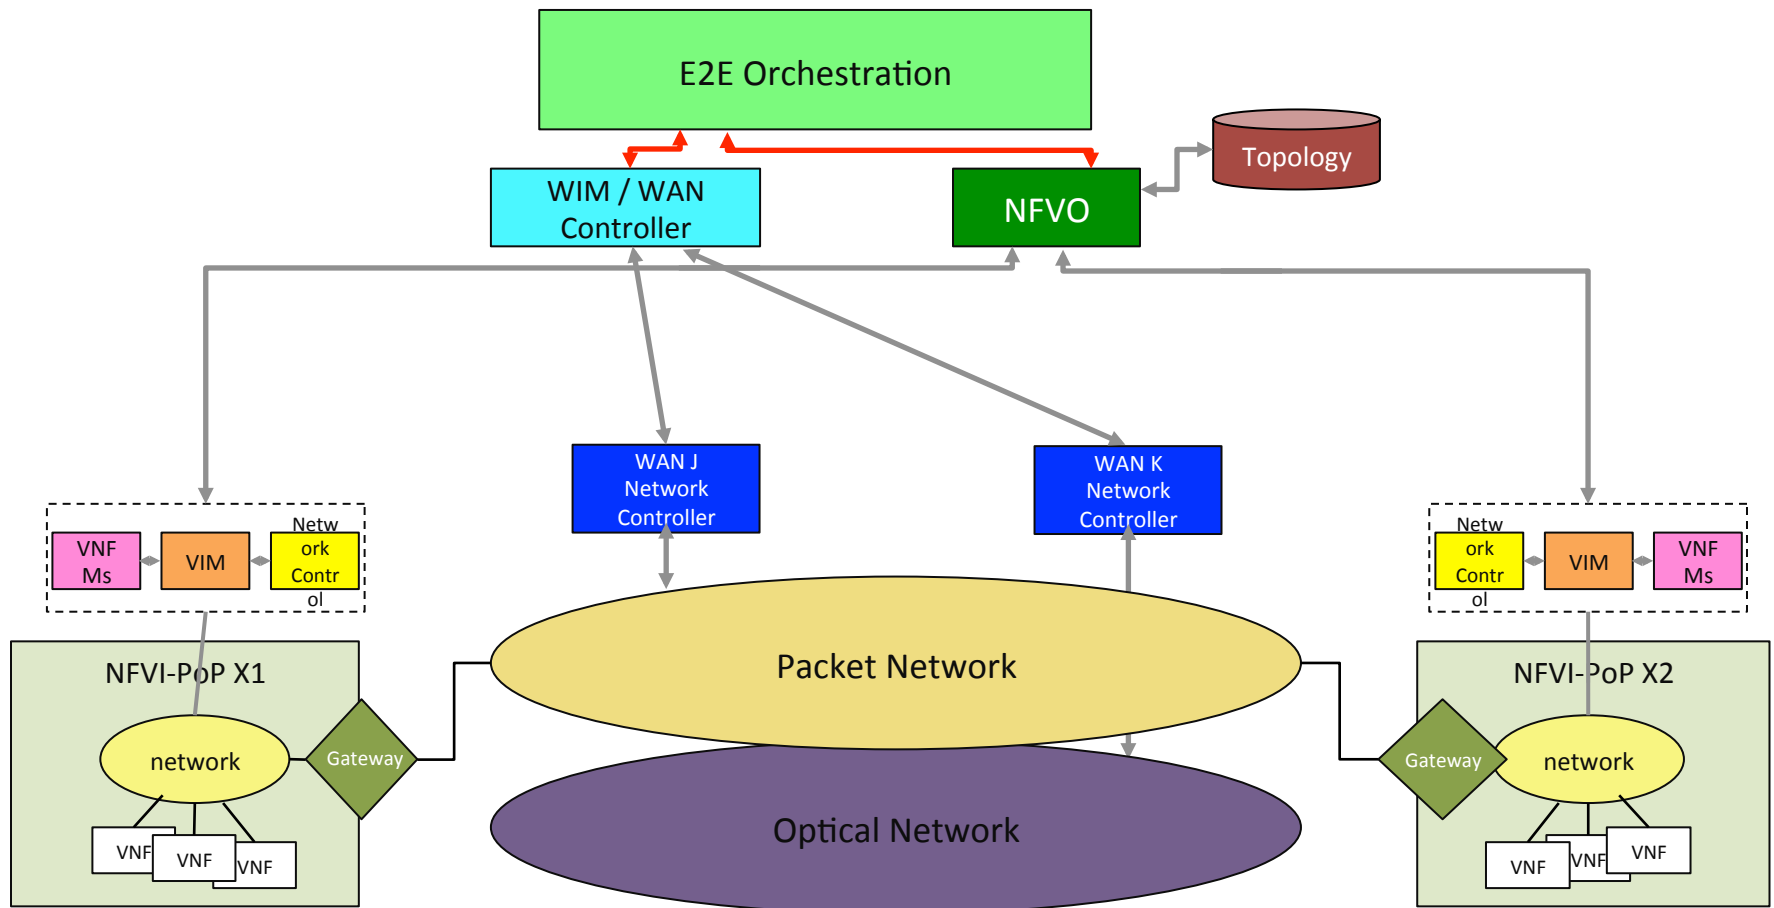 E2E Orchestration
Topology
WIM / WAN
Controller
NFVO
WAN J
Network
Controller
WAN K
Network
Controller
VNF
Ms
VIM
Netw
ork
Contr
ol
Netw
ork
Contr
ol
VIM
VNF
Ms
NFVI-PoP X1
Packet Network
NFVI-PoP X2
network
Gateway
Gateway
network
VNF
VNF
VNF
Optical Network
VNF
VNF
VNF